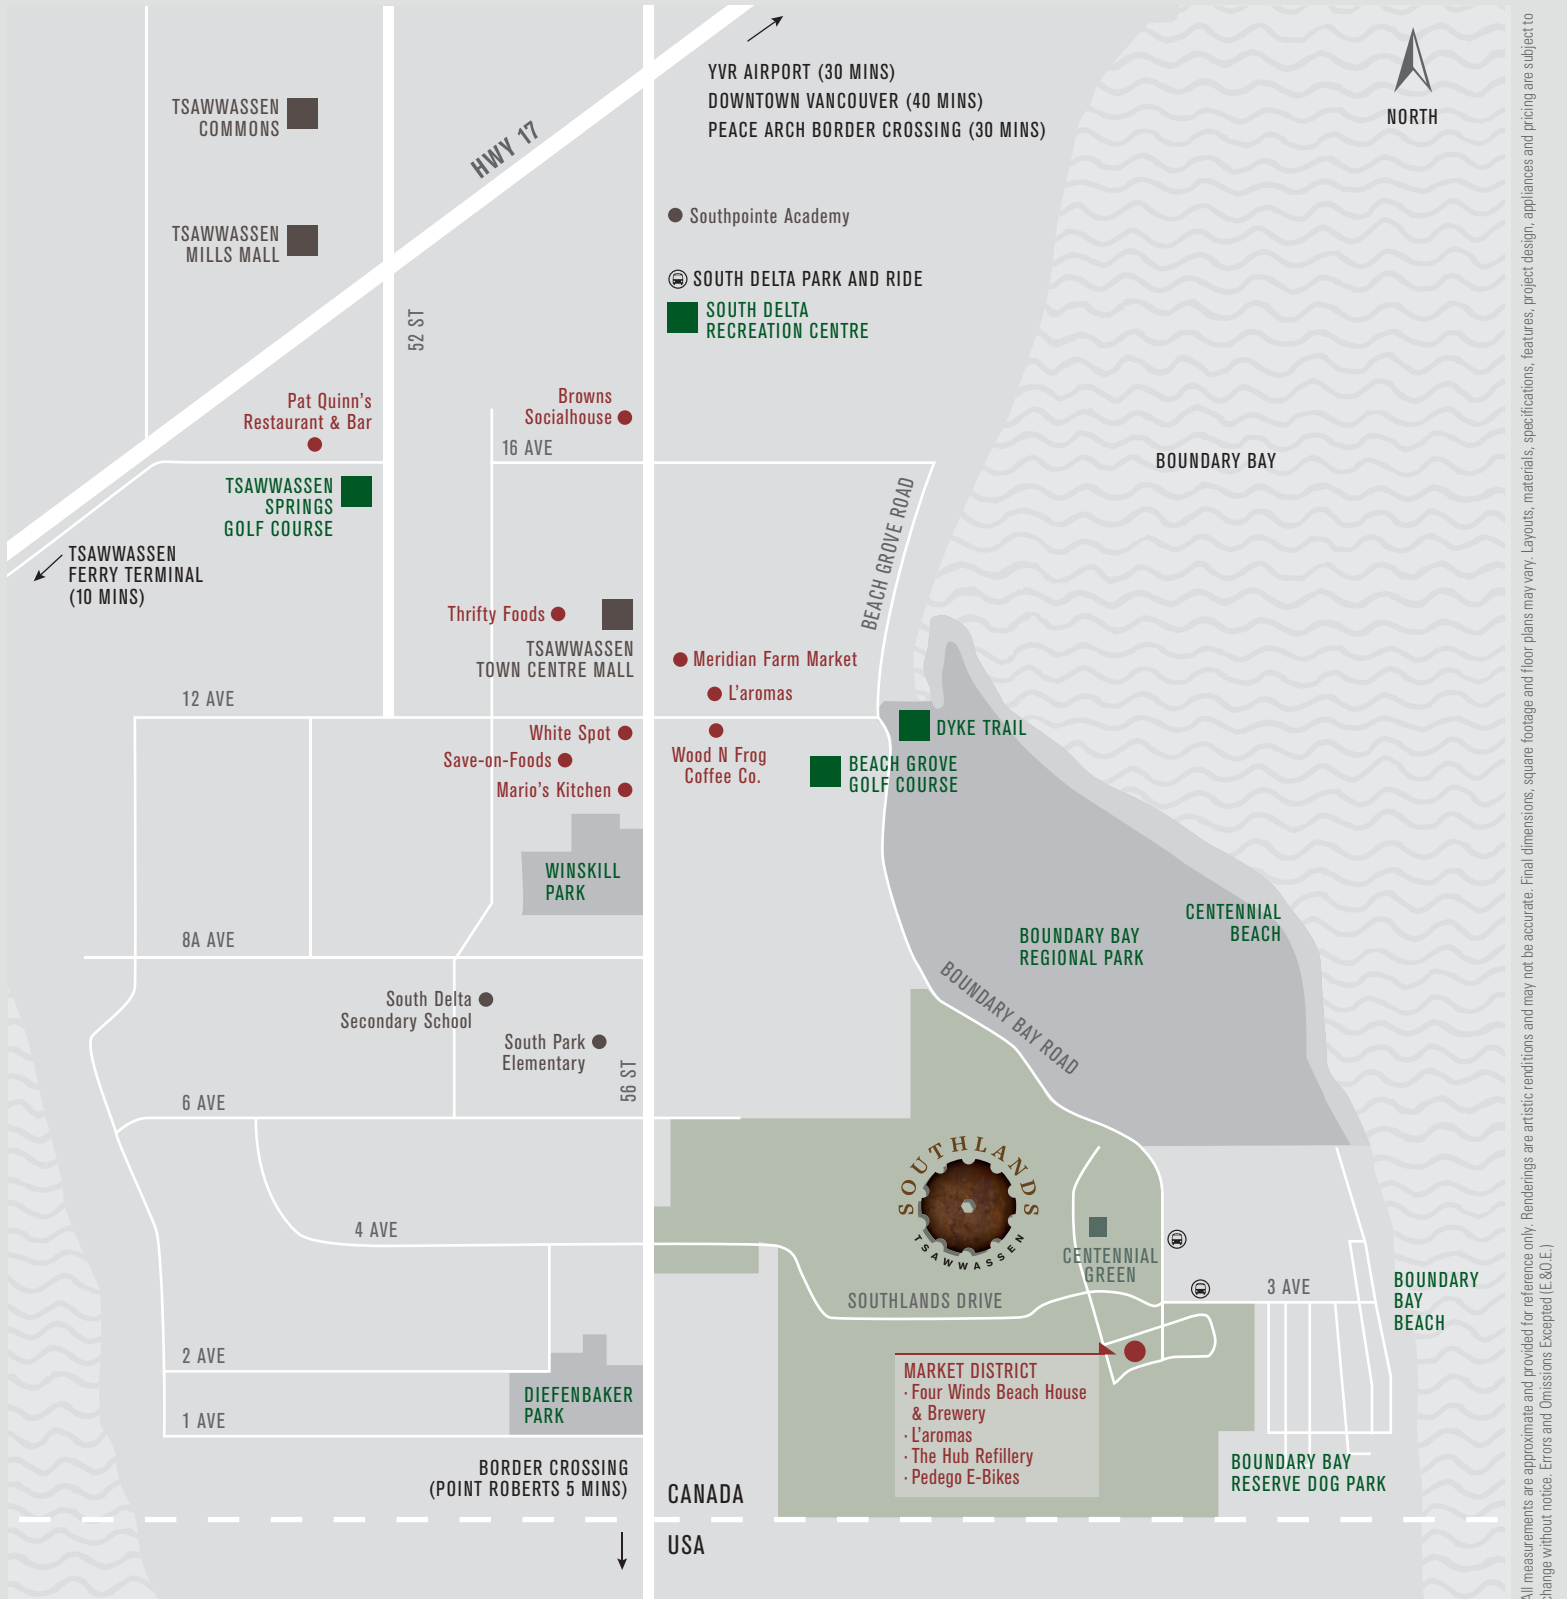 TSAWWASSEN
COMMONS
TSAWWASSEN
MILLS MALL
HWY 17
YVR AIRPORT (30 MINS)
DOWNTOWN VANCOUVER (40 MINS)
PEACE ARCH BORDER CROSSING (30 MINS)
NORTH
Southpointe Academy
SOUTH DELTA PARK AND RIDE
SOUTH DELTA
RECREATION CENTRE
52 ST
Pat Quinn's
Restaurant & Bar
Browns
Socialhouse
16 AVE
BOUNDARY BAY
TSAWWASSEN
SPRINGS
GOLF COURSE
BEACH GROVE ROAD
TSAWWASSEN
FERRY TERMINAL
(10 MINS)
Thrifty Foods
TSAWWASSEN
TOWN CENTRE MALL
Meridian Farm Market
L'aromas
12 AVE
White Spot
Save-on-Foods
Mario's Kitchen
Wood N Frog
Coffee Co.
DYKE TRAIL
BEACH GROVE
GOLF COURSE
WINSKILL
PARK
8A AVE
CENTENNIAL
BEACH
BOUNDARY BAY
REGIONAL PARK
BOUNDARY BAY ROAD
South Delta
Secondary School
South Park
Elementary
56 ST
6 AVE
SOUTHLANDS
TSAWWASSEN
4 AVE
CENTENNIAL
GREEN
SOUTHLANDS DRIVE
3 AVE
BOUNDARY
BAY
BEACH
2 AVE
DIEFENBAKER
PARK
1 AVE
MARKET DISTRICT
· Four Winds Beach House
& Brewery
· L'aromas
· The Hub Refillery
· Pedego E-Bikes
BOUNDARY BAY
RESERVE DOG PARK
BORDER CROSSING
(POINT ROBERTS 5 MINS)
CANADA
USA
All measurements are approximate and provided for reference only. Renderings are artistic renditions and may not be accurate. Final dimensions, square footage and floor plans may vary. Layouts, materials, specifications, features, project design, appliances and pricing are subject to
change without notice. Errors and Omissions Excepted (E.&O.E.)